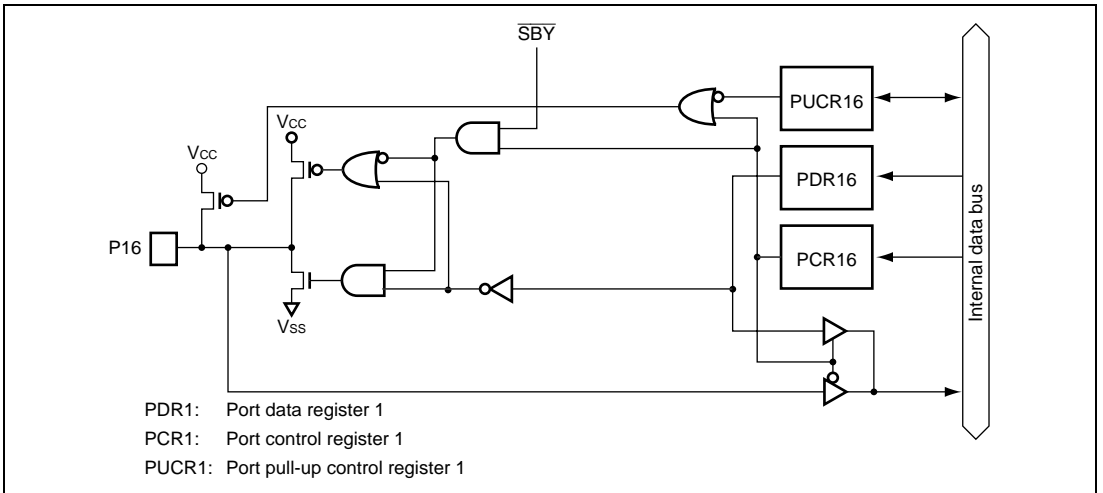 SBY
PUCR16
VCC
VCC
PDR16
P16
PCR16
Internal data bus
VSS
PDR1: Port data register 1
PCR1: Port control register 1
PUCR1: Port pull-up control register 1